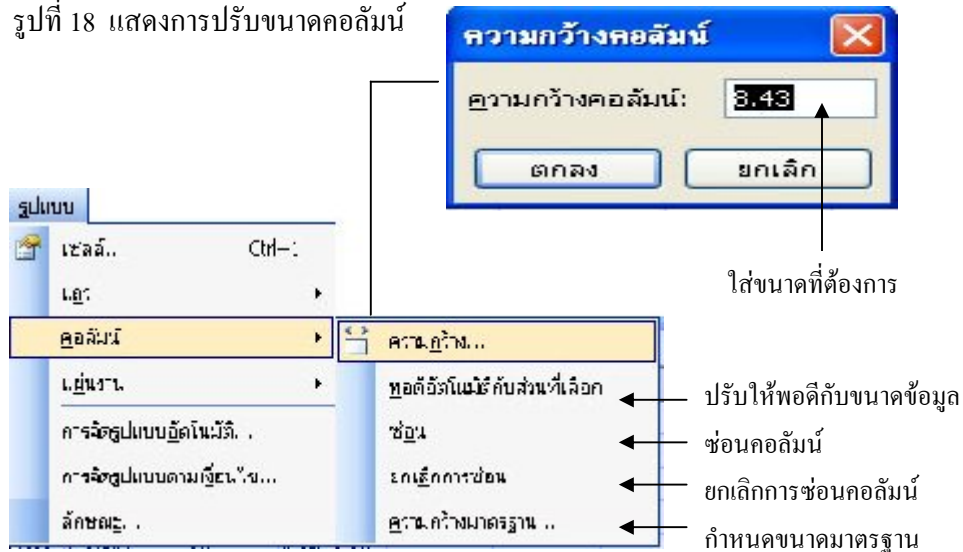 รูปที่ 18 แสดงการปรับขนาดคอลัมน์
ความกว้างคอลัมน์
ความกว้างคอลัมน์: 8.43
ตกลง ยกเลิก
ใส่ขนาดที่ต้องการ
รูปแบบ
เซลล์.. Ctrl+1
แถว
คอลัมน์
แผ่นงาน
การจัดรูปแบบอัตโนมัติ...
การจัดรูปแบบตามเงื่อนไข...
ลักษณะ...
ความกว้าง...
พอดีอัตโนมัติกับส่วนที่เลือก
ซ่อน
ยกเลิกการซ่อน
ความกว้างมาตรฐาน...
ปรับให้พอดีกับขนาดข้อมูล
ซ่อนคอลัมน์
ยกเลิกการซ่อนคอลัมน์
กำหนดขนาดมาตรฐาน